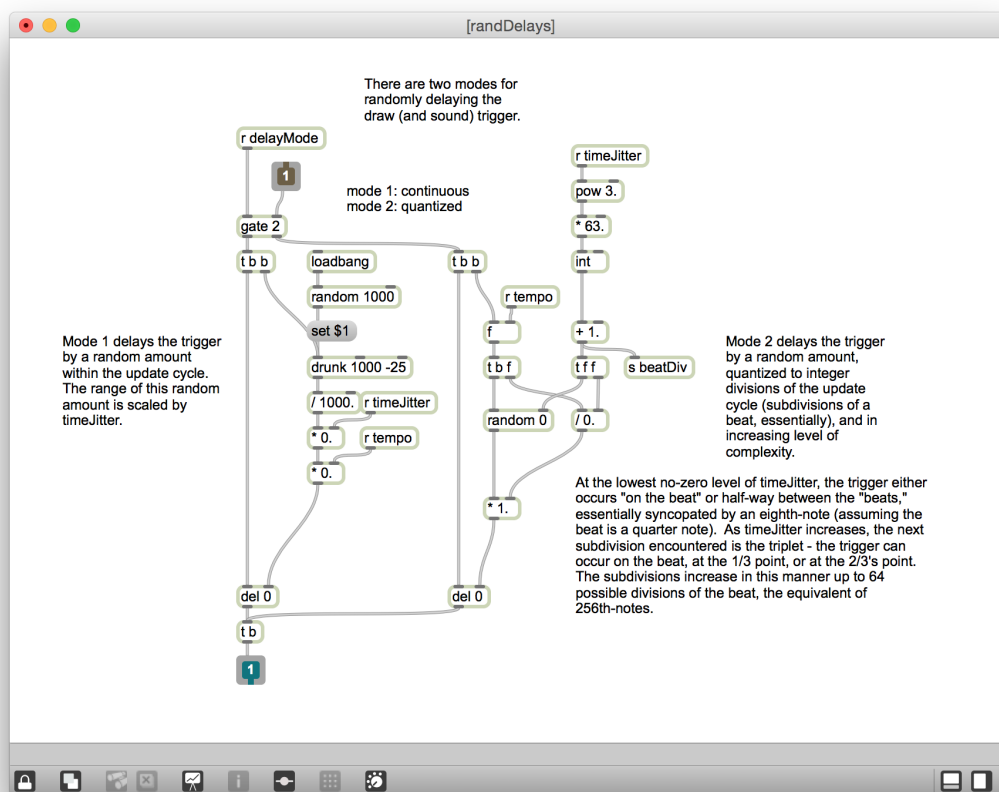 [randDelays]
There are two modes for
randomly delaying the
draw (and sound) trigger.
r delayMode
1
mode 1: continuous
mode 2: quantized
r timeJitter
pow 3.
* 63.
gate 2
t b b
loadbang
t b b
int
random 1000
r tempo
set $1
f
+ 1.
drunk 1000 -25
t b f
t f f
s beatDiv
/ 1000.
r timeJitter
random 0
/ 0.
* 0.
r tempo
* 0.
* 1.
Mode 1 delays the trigger
by a random amount
within the update cycle.
The range of this random
amount is scaled by
timeJitter.
Mode 2 delays the trigger
by a random amount,
quantized to integer
divisions of the update
cycle (subdivisions of a
beat, essentially), and in
increasing level of
complexity.
At the lowest no-zero level of timeJitter, the trigger either
occurs "on the beat" or half-way between the "beats,"
essentially syncopated by an eighth-note (assuming the
beat is a quarter note).  As timeJitter increases, the next
subdivision encountered is the triplet - the trigger can
occur on the beat, at the 1/3 point, or at the 2/3's point.
The subdivisions increase in this manner up to 64
possible divisions of the beat, the equivalent of
256th-notes.
del 0
del 0
t b
1